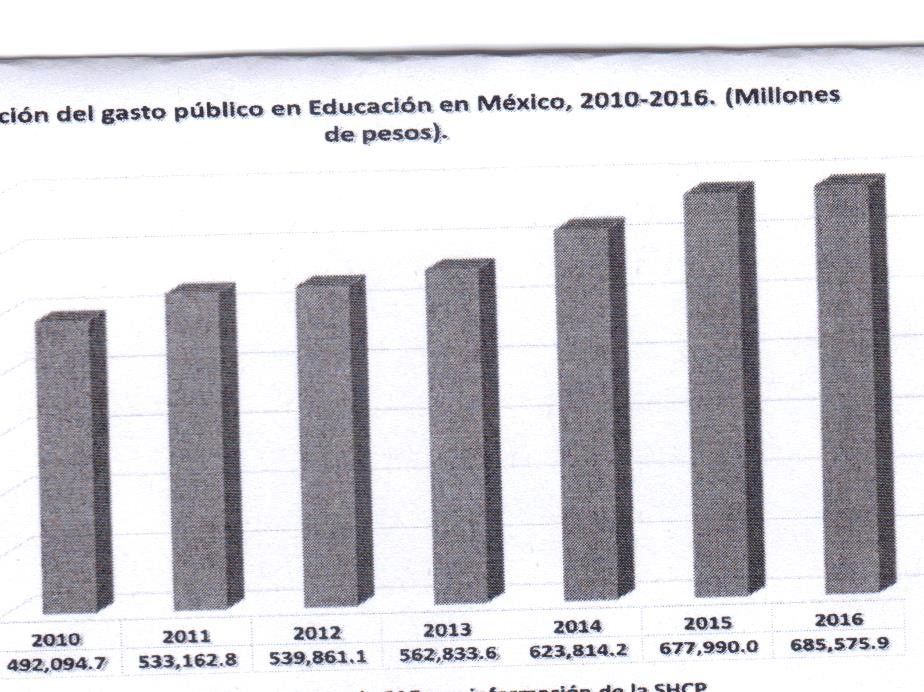 ción del gasto público en Educación en México, 2010-2016. (Millones
de pesos).
2010 2011 2012 2013 2014 2015 2016
492,094.7 533,162.8 539,861.1 562,833.6 623,814.2 677,990.0 685,575.9
información de la SHCP